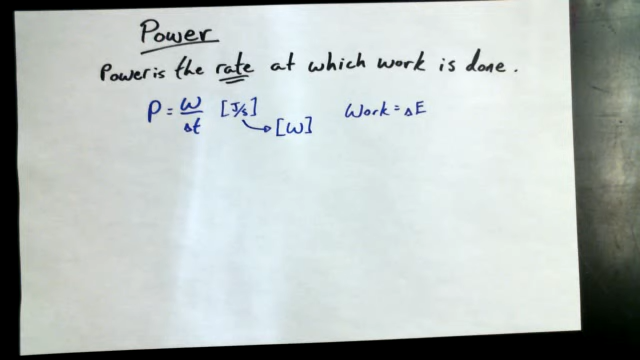 Power
Power is the rate at which work is done.
P = W/Δt [J/s] Work = ΔE
→ [W]